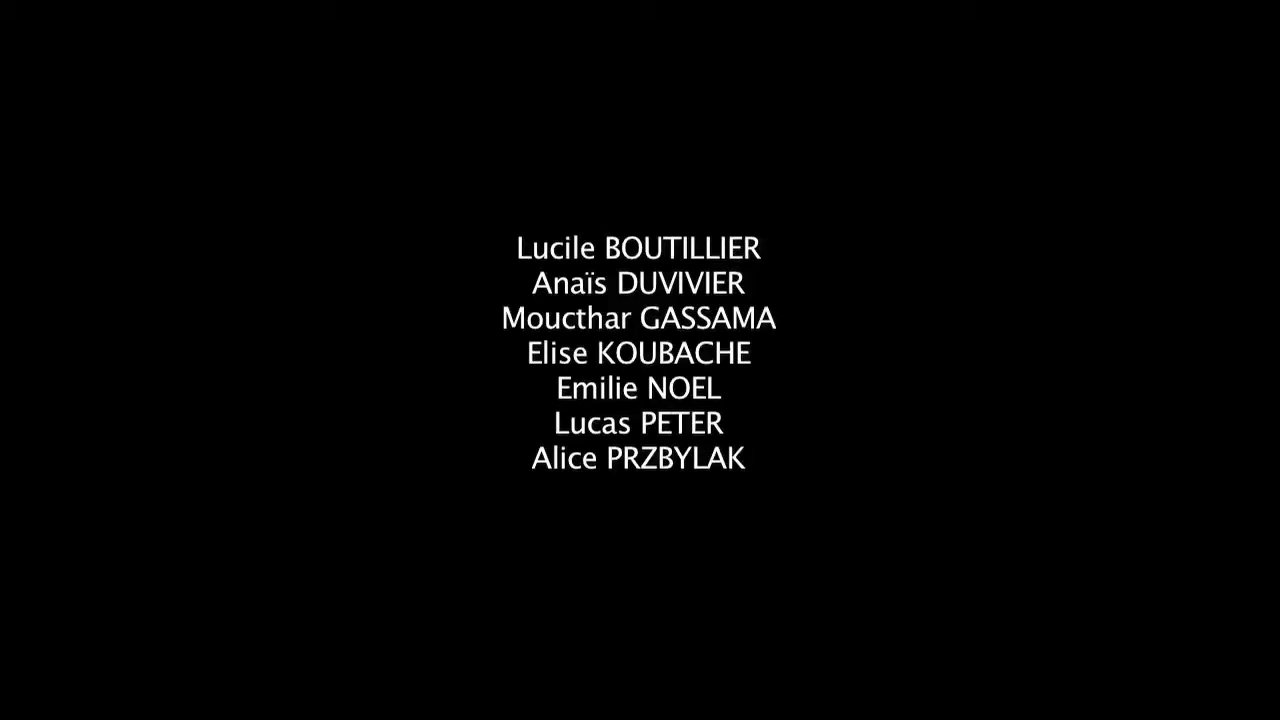 Lucile BOUTILLIER
Anaïs DUVIVIER
Moucthar GASSAMA
Elise KOUBACHE
Emilie NOEL
Lucas PETER
Alice PRZBYLAK